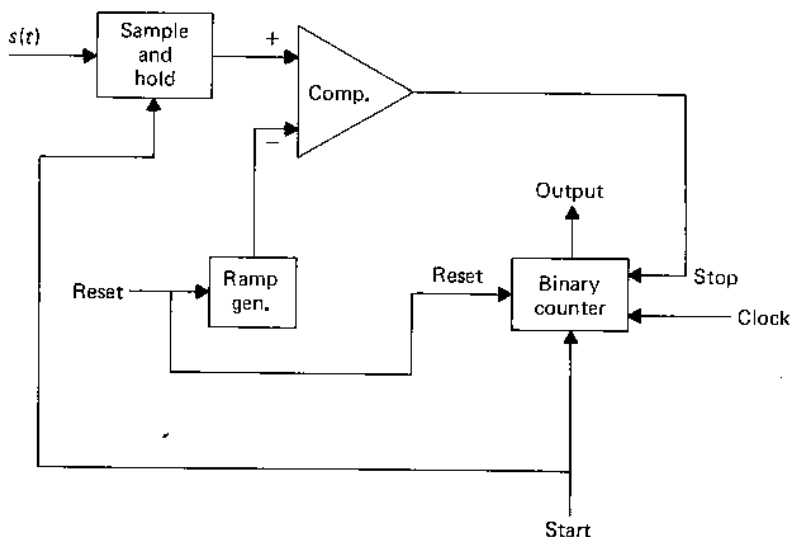 s(t)
Sample
and
hold
+
−
Comp.
Output
Reset
Ramp
gen.
Reset
Binary
counter
Stop
Clock
Start